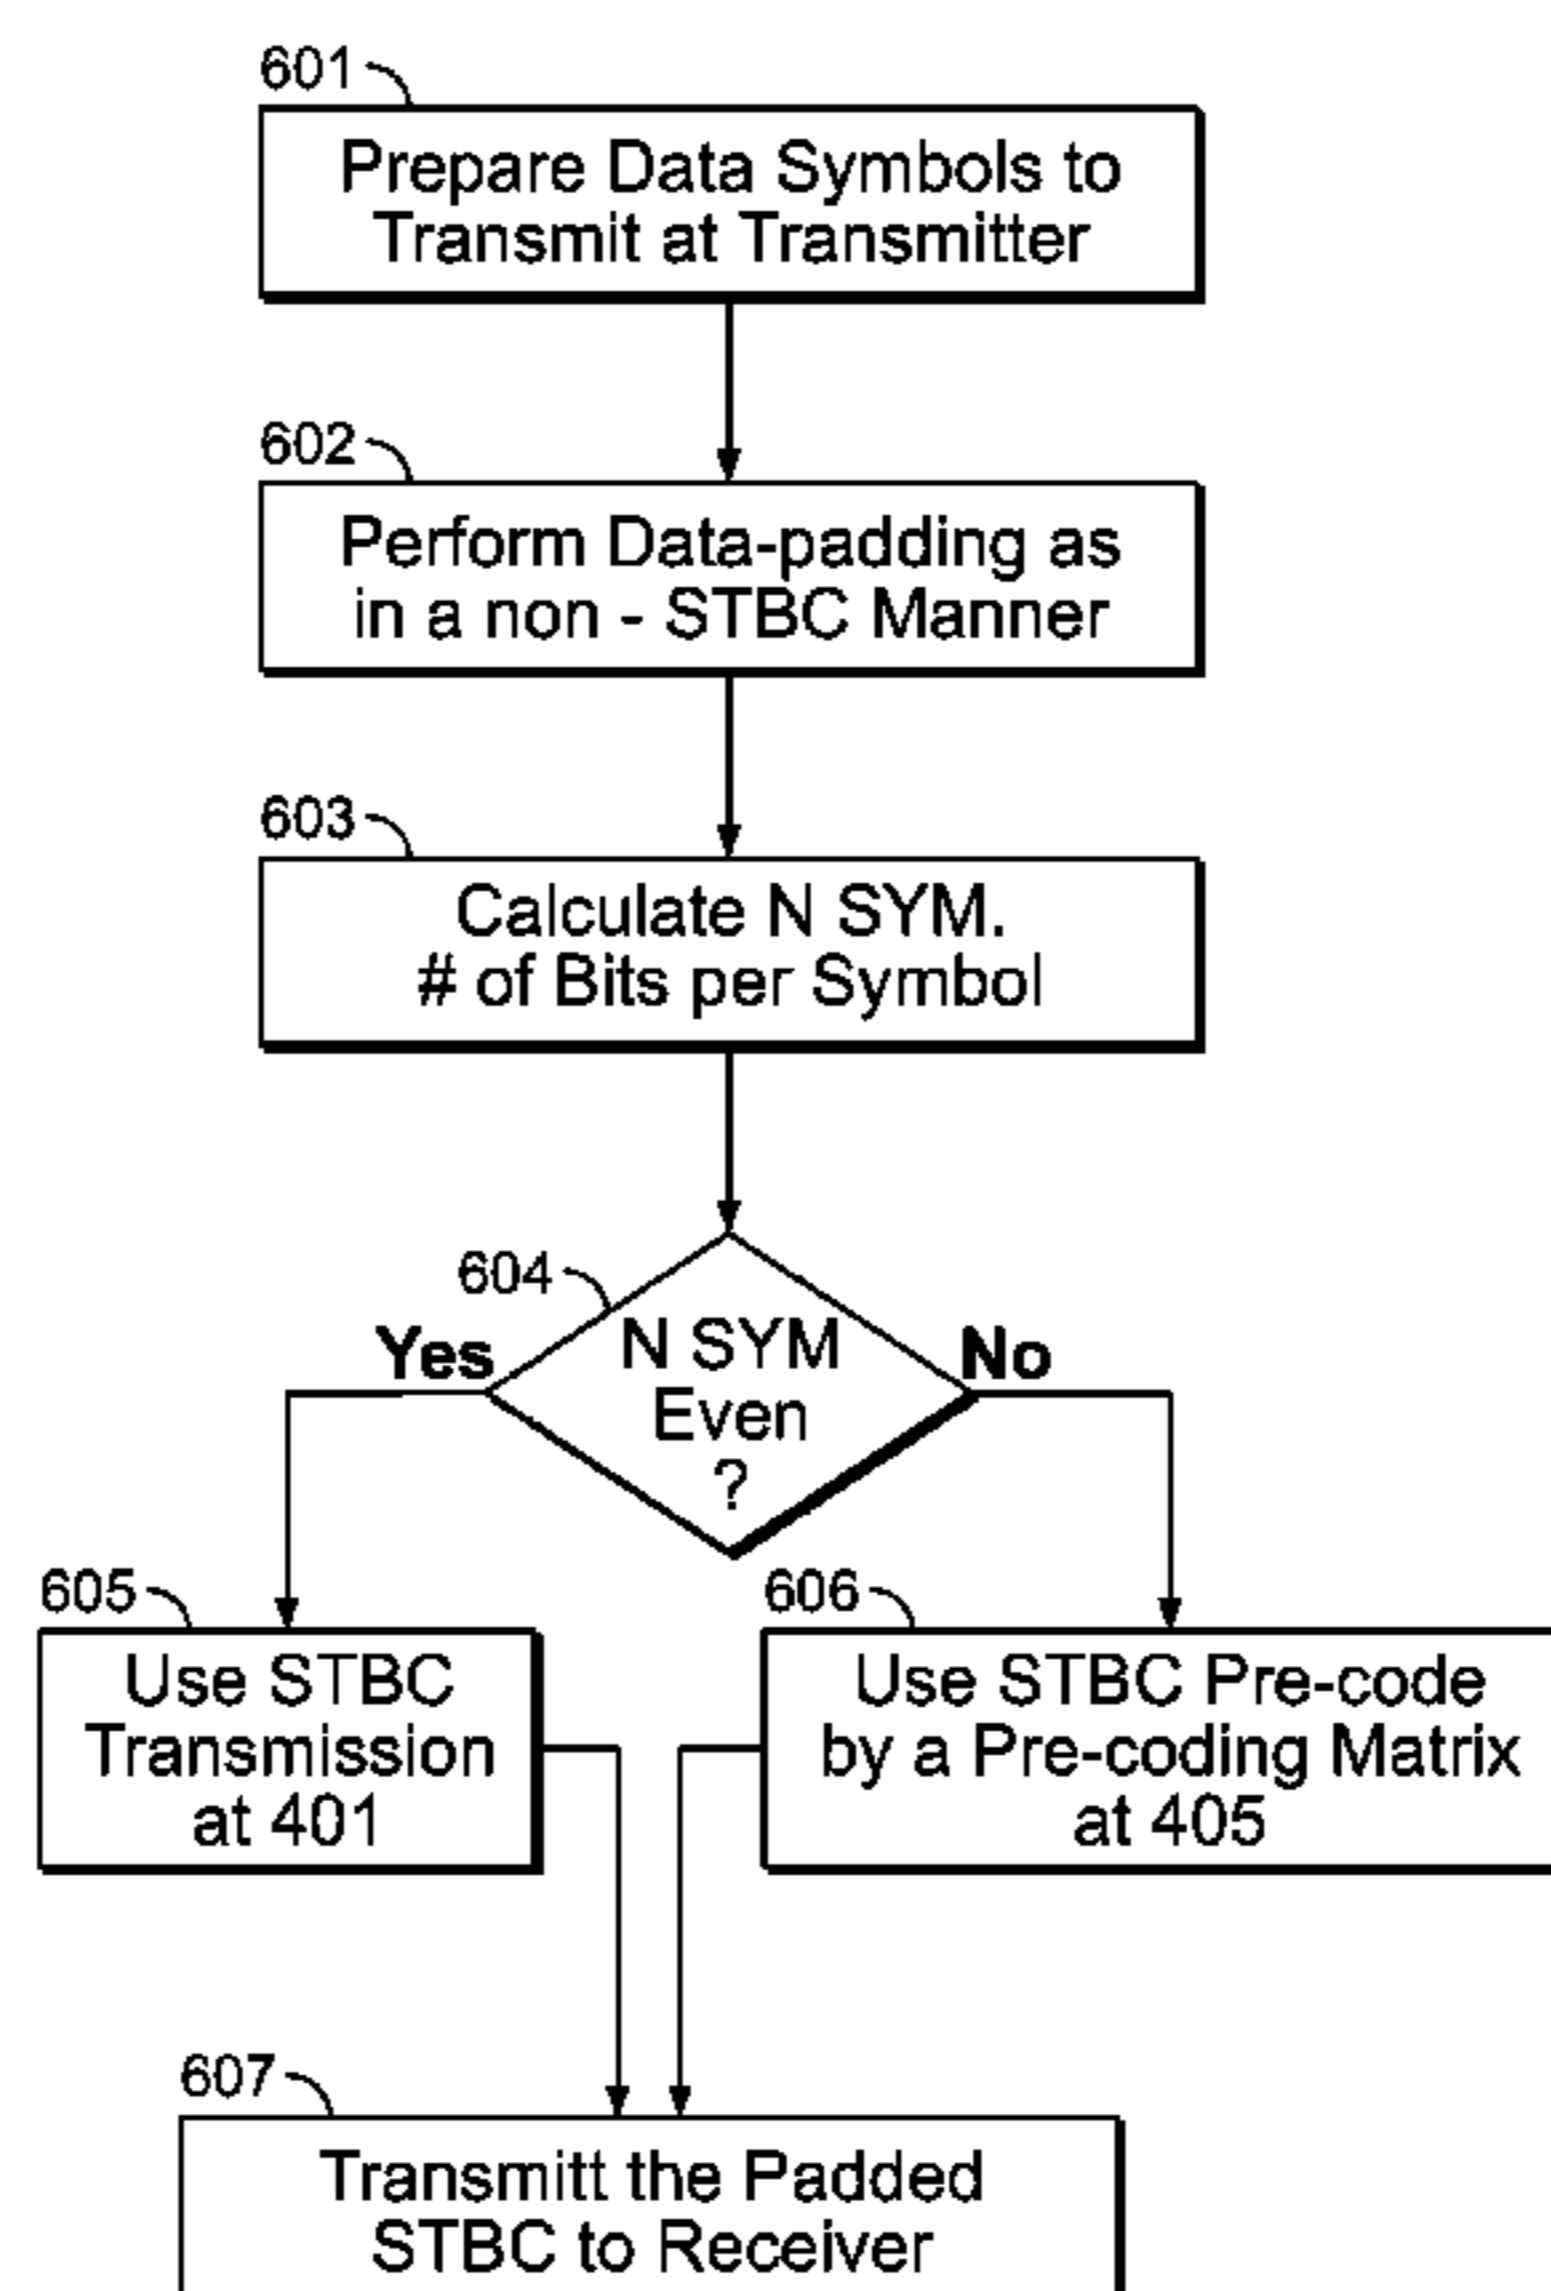 601
Prepare Data Symbols to
Transmit at Transmitter
602
Perform Data-padding as
in a non - STBC Manner
603
Calculate N SYM.
# of Bits per Symbol
604
Yes
N SYM
Even
?
No
605
Use STBC
Transmission
at 401
606
Use STBC Pre-code
by a Pre-coding Matrix
at 405
607
Transmitt the Padded
STBC to Receiver